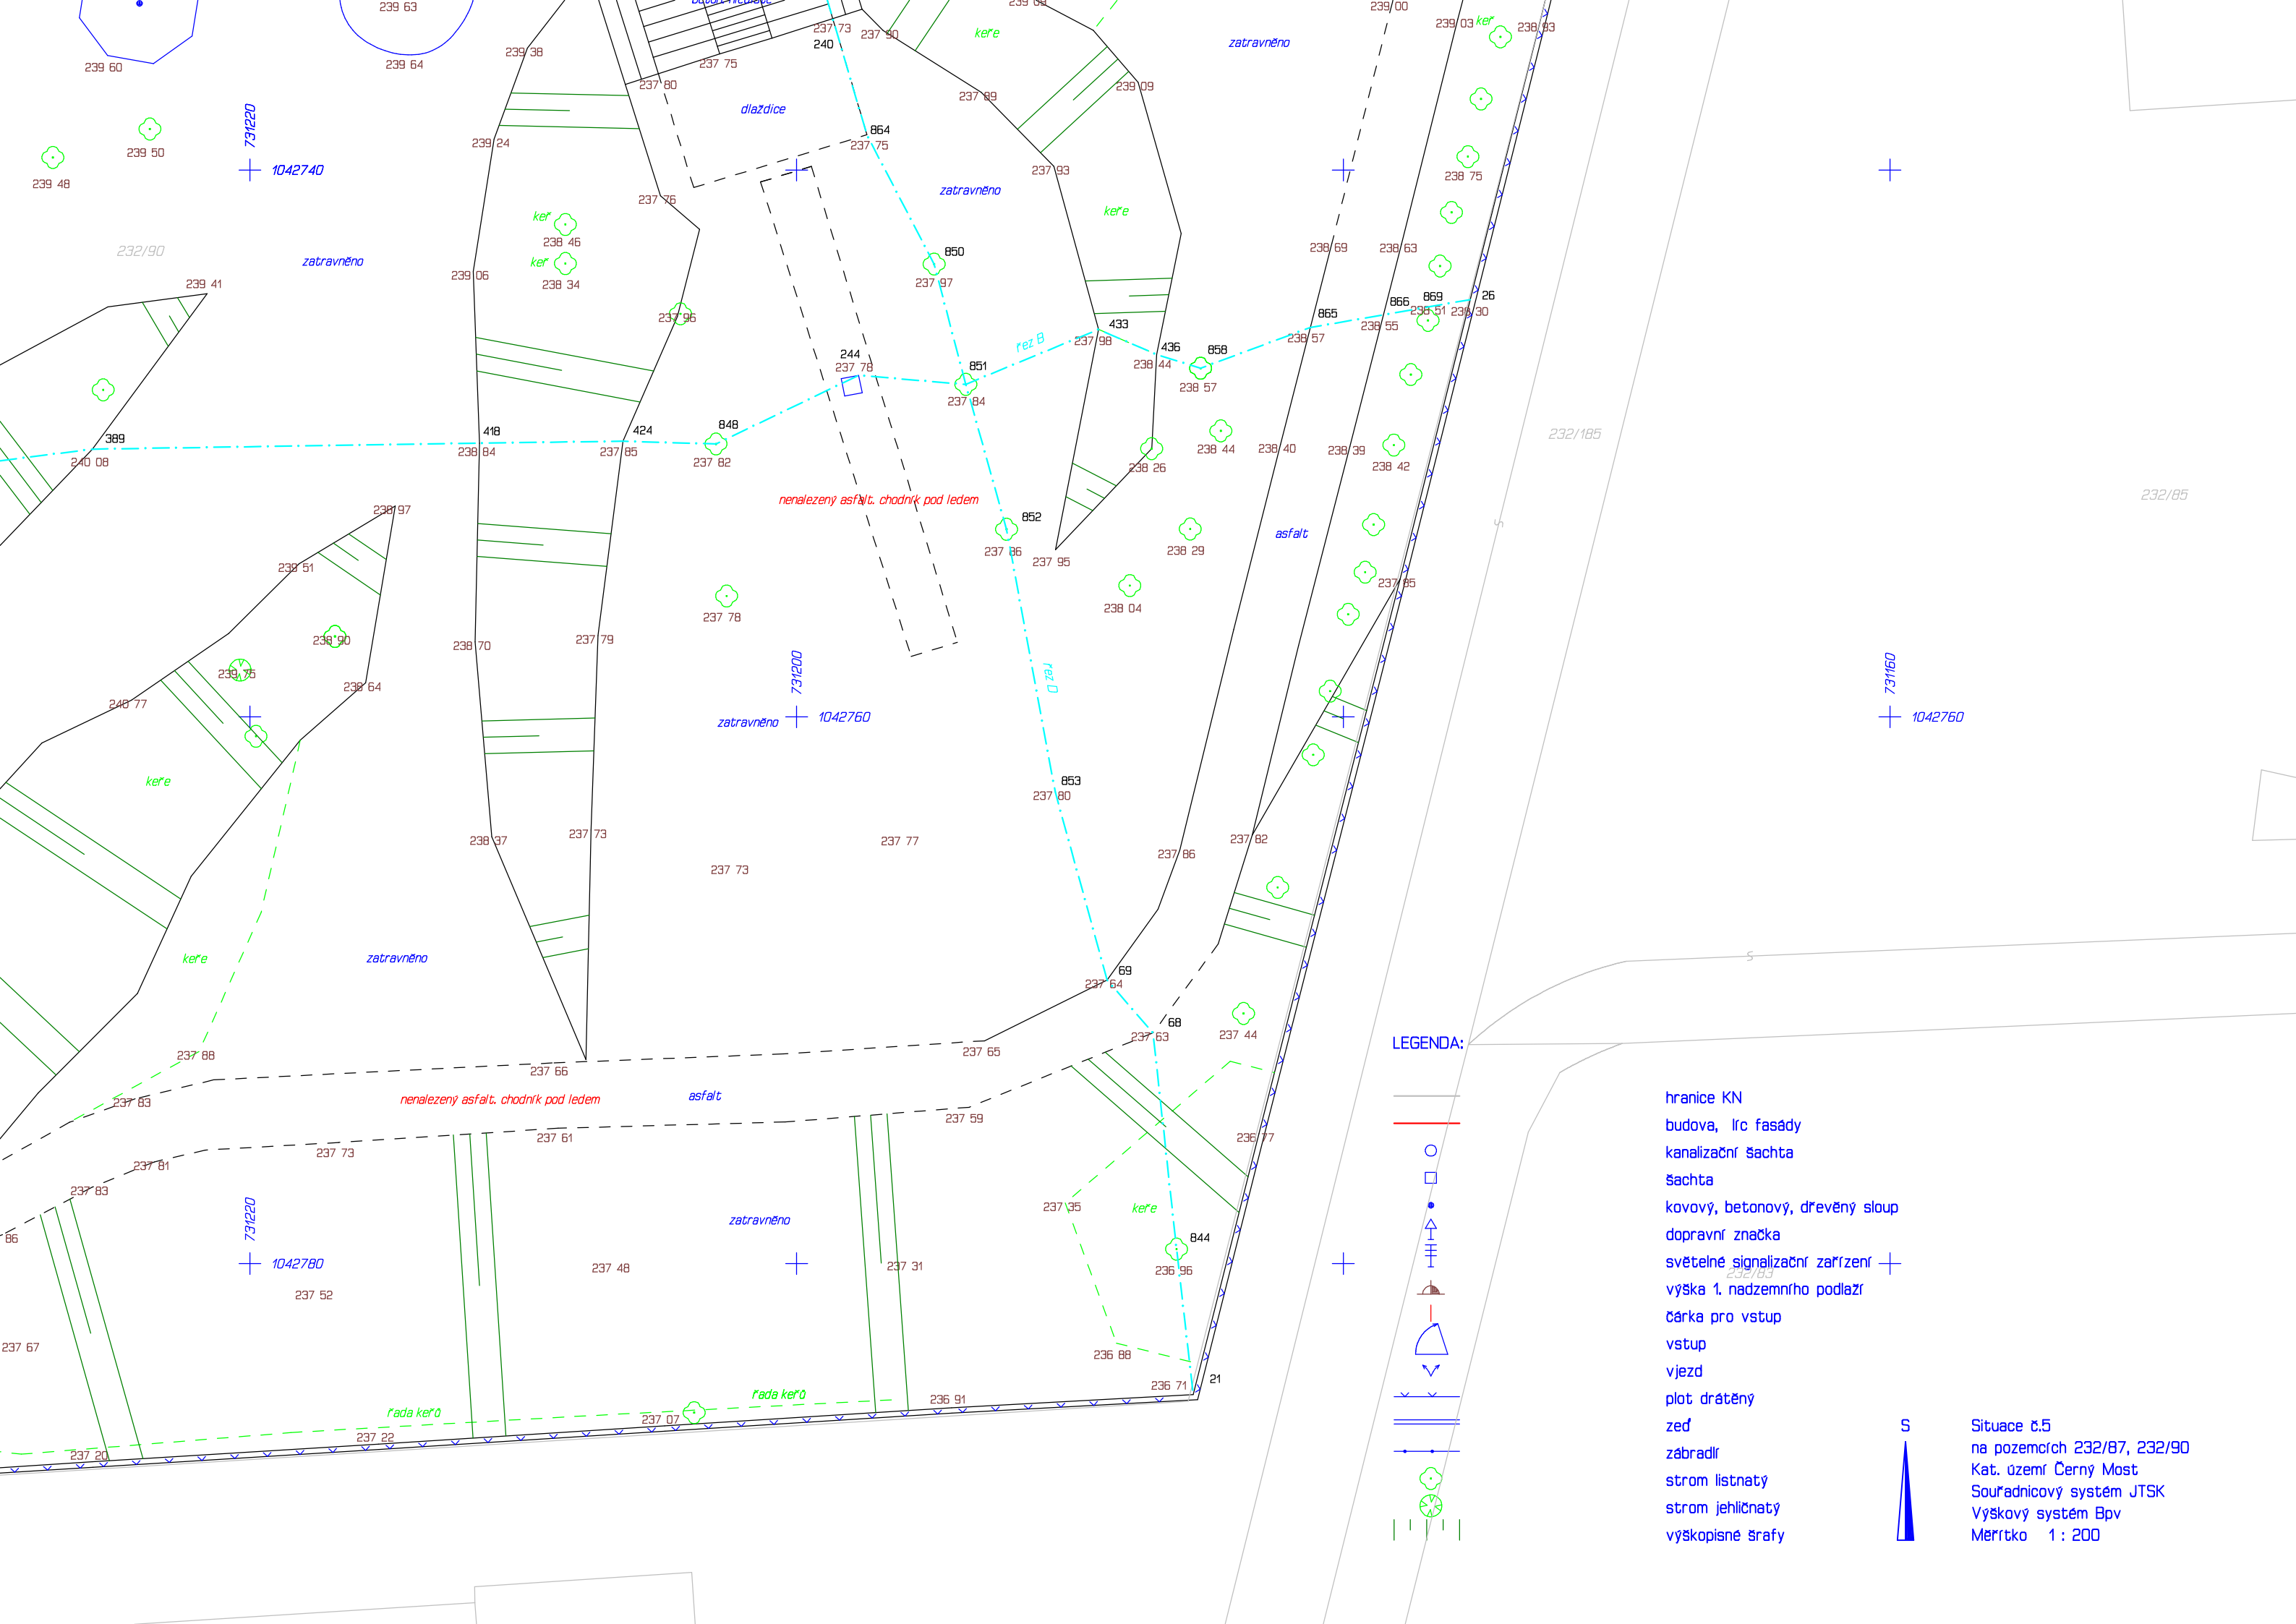 239 63
beton. hlediště
237 73
237 90
239 05
239 00
239 03
keř
238 93
239 60
239 64
239 38
240
237 75
keře
zatravněno
237 80
dlaždice
237 89
239 09
731220
239 50
239 24
864
237 75
239 48
1042740
237 76
zatravněno
237 93
238 75
keř
238 46
keře
232/90
zatravněno
keř
238 34
850
237 97
238 69
238 63
239 06
239 41
237 96
433
237 98
řez B
865
866
869
26
238 51
238 30
238 55
238 57
436
238 44
858
238 57
244
237 78
851
237 84
389
240 08
418
238 84
424
237 85
848
237 82
238 44
238 40
238 39
238 42
232/185
238 26
232/85
nenalezený asfalt. chodník pod ledem
238 97
852
237 86
238 29
asfalt
S
239 51
237 95
237 85
238 04
237 78
238 90
238 70
237 79
239 75
238 64
731200
řez D
731160
240 77
zatravněno
1042760
1042760
keře
853
237 80
238 37
237 73
237 77
237 82
237 73
237 86
keře
zatravněno
S
69
237 64
68
237 63
237 44
237 88
237 65
237 66
237 83
nenalezený asfalt. chodník pod ledem
asfalt
237 59
237 61
236 77
237 73
237 81
237 83
237 35
keře
731220
zatravněno
86
844
236 96
1042780
237 48
237 31
237 52
232/83
237 67
236 88
236 71
21
řada keřů
řada keřů
236 91
237 07
237 22
237 20
LEGENDA:
hranice KN
budova, líc fasády
kanalizační šachta
šachta
kovový, betonový, dřevěný sloup
dopravní značka
světelné signalizační zařízení
výška 1. nadzemního podlaží
čárka pro vstup
vstup
vjezd
plot drátěný
zeď
zábradlí
strom listnatý
strom jehličnatý
výškopisné šrafy
S
Situace č.5
na pozemcích 232/87, 232/90
Kat. území Černý Most
Souřadnicový systém JTSK
Výškový systém Bpv
Měřítko 1 : 200